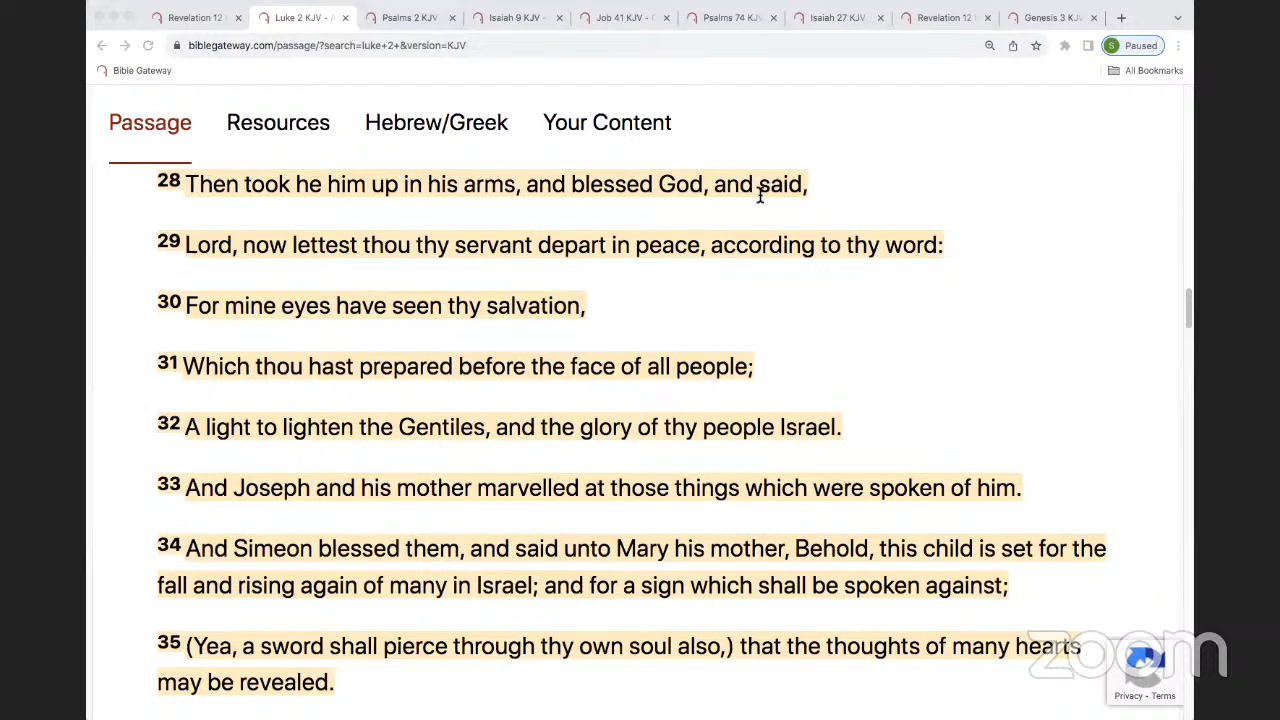 Revelation 12 Luke 2 KJV - A Psalms 2 KJV Isaiah 9 KJV - Job 41 KJV - C Psalms 74 KJV Isaiah 27 KJV Revelation 12 Genesis 3 KJV
biblegateway.com/passage/?search=luke+2+&version=KJV S Paused
Bible Gateway All Bookmarks
Passage Resources Hebrew/Greek Your Content
28 Then took he him up in his arms, and blessed God, and said,
29 Lord, now lettest thou thy servant depart in peace, according to thy word:
30 For mine eyes have seen thy salvation,
31 Which thou hast prepared before the face of all people;
32 A light to lighten the Gentiles, and the glory of thy people Israel.
33 And Joseph and his mother marvelled at those things which were spoken of him.
34 And Simeon blessed them, and said unto Mary his mother, Behold, this child is set for the
fall and rising again of many in Israel; and for a sign which shall be spoken against;
35 (Yea, a sword shall pierce through thy own soul also,) that the thoughts of many hearts
may be revealed.
zoom
Privacy - Terms